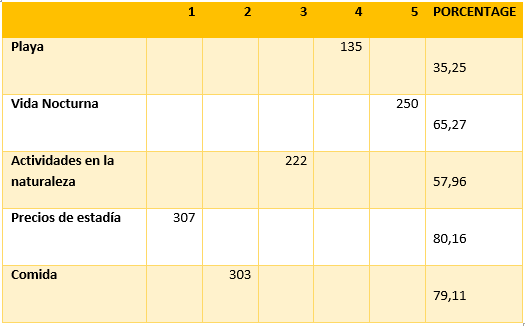 1 2 3 4 5 PORCENTAGE
Playa 135 35,25
Vida Nocturna 250 65,27
Actividades en la
naturaleza 222 57,96
Precios de estadía 307 80,16
Comida 303 79,11